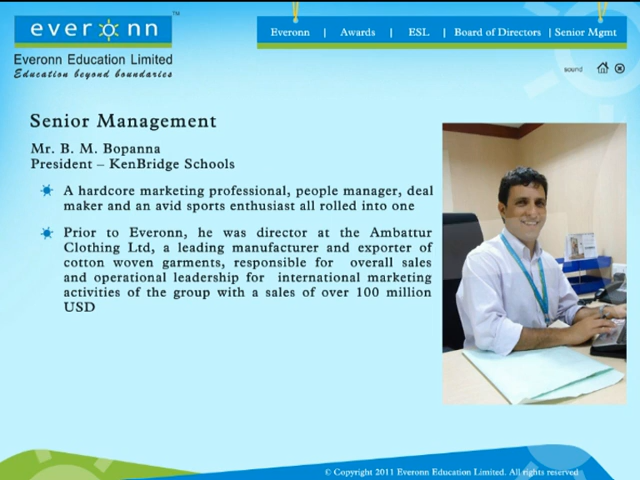 everonn
TM
Everonn Education Limited
Education beyond boundaries
Everonn | Awards | ESL | Board of Directors | Senior Mgmt
sound
Senior Management
Mr. B. M. Bopanna
President – KenBridge Schools
A hardcore marketing professional, people manager, deal
maker and an avid sports enthusiast all rolled into one
Prior to Everonn, he was director at the Ambattur
Clothing Ltd, a leading manufacturer and exporter of
cotton woven garments, responsible for overall sales
and operational leadership for international marketing
activities of the group with a sales of over 100 million
USD
© Copyright 2011 Everonn Education Limited. All rights reserved